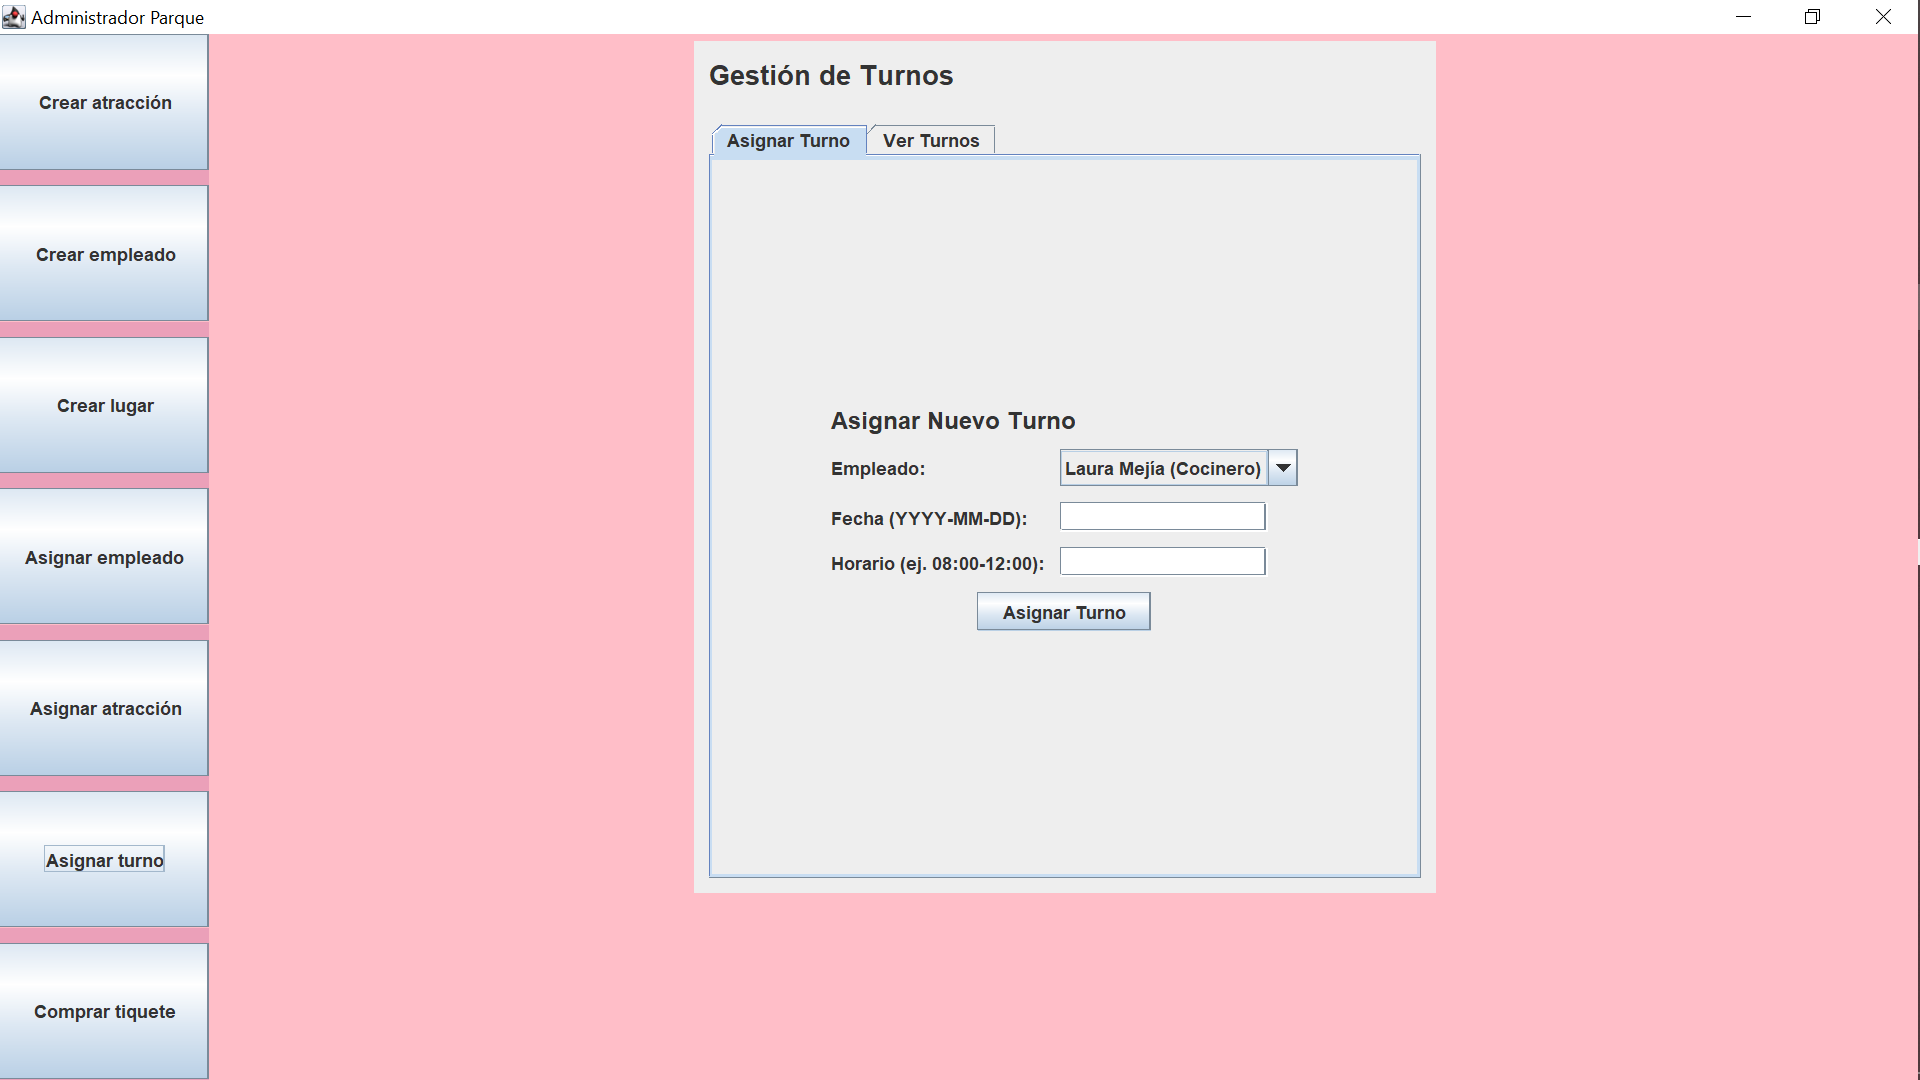 Administrador Parque
Crear atracción
Crear empleado
Crear lugar
Asignar empleado
Asignar atracción
Asignar turno
Comprar tiquete
Gestión de Turnos
Asignar Turno
Ver Turnos
Asignar Nuevo Turno
Empleado:
Laura Mejía (Cocinero)
Fecha (YYYY-MM-DD):
Horario (ej. 08:00-12:00):
Asignar Turno